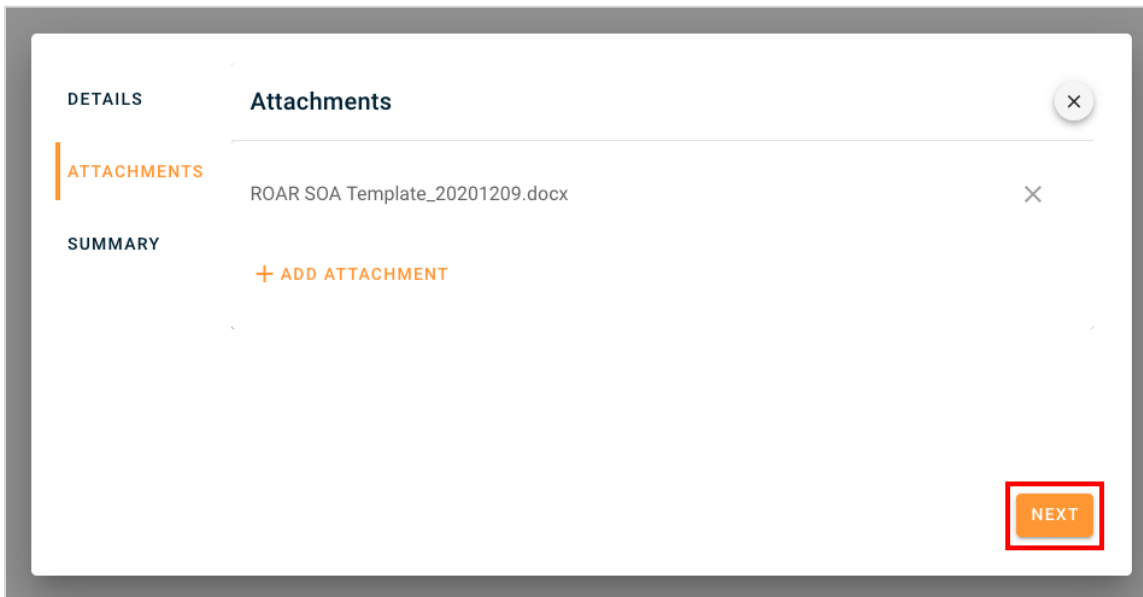 DETAILS
Attachments
ATTACHMENTS
ROAR SOA Template_20201209.docx
SUMMARY
ADD ATTACHMENT
NEXT